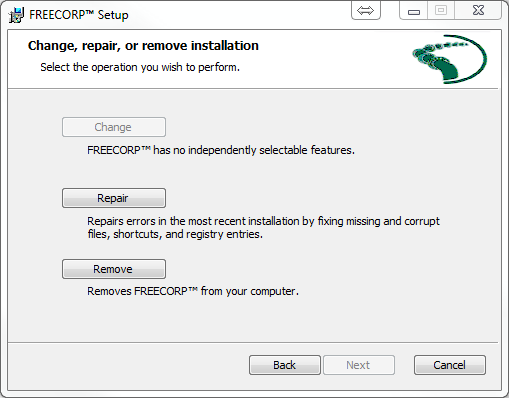 FREECORP™ Setup
Change, repair, or remove installation
Select the operation you wish to perform.
Change
FREECORP™ has no independently selectable features.
Repair
Repairs errors in the most recent installation by fixing missing and corrupt
files, shortcuts, and registry entries.
Remove
Removes FREECORP™ from your computer.
Back
Next
Cancel